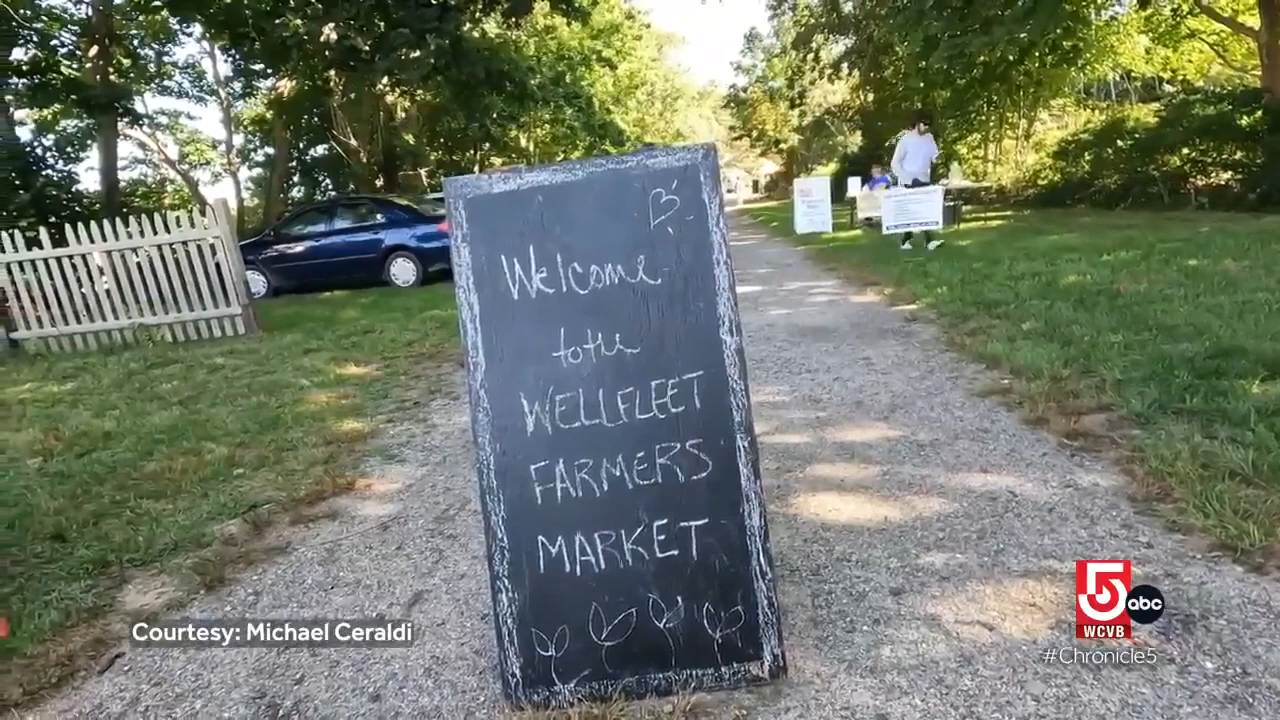 Welcome
to the
WELLFLEET
FARMERS
MARKET
Courtesy: Michael Ceraldi
5
abc
WCVB
#Chronicle5